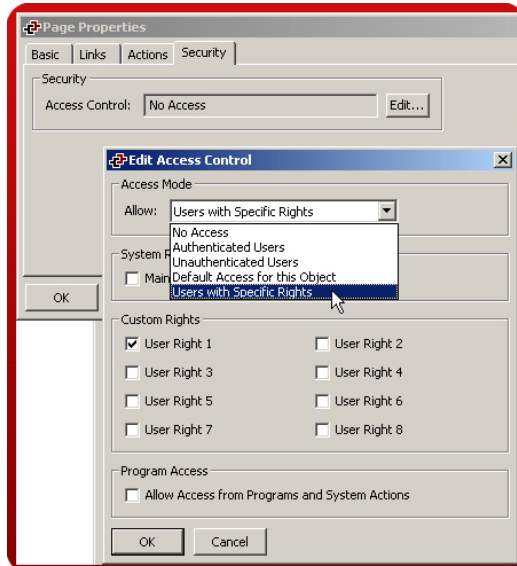 Page Properties
Basic Links Actions Security
Security
Access Control: No Access Edit...
Edit Access Control
Access Mode
Allow: Users with Specific Rights
No Access
Authenticated Users
Unauthenticated Users
Default Access for this Object
Users with Specific Rights
System
OK
Custom Rights
User Right 1 User Right 2
User Right 3 User Right 4
User Right 5 User Right 6
User Right 7 User Right 8
Program Access
Allow Access from Programs and System Actions
OK Cancel